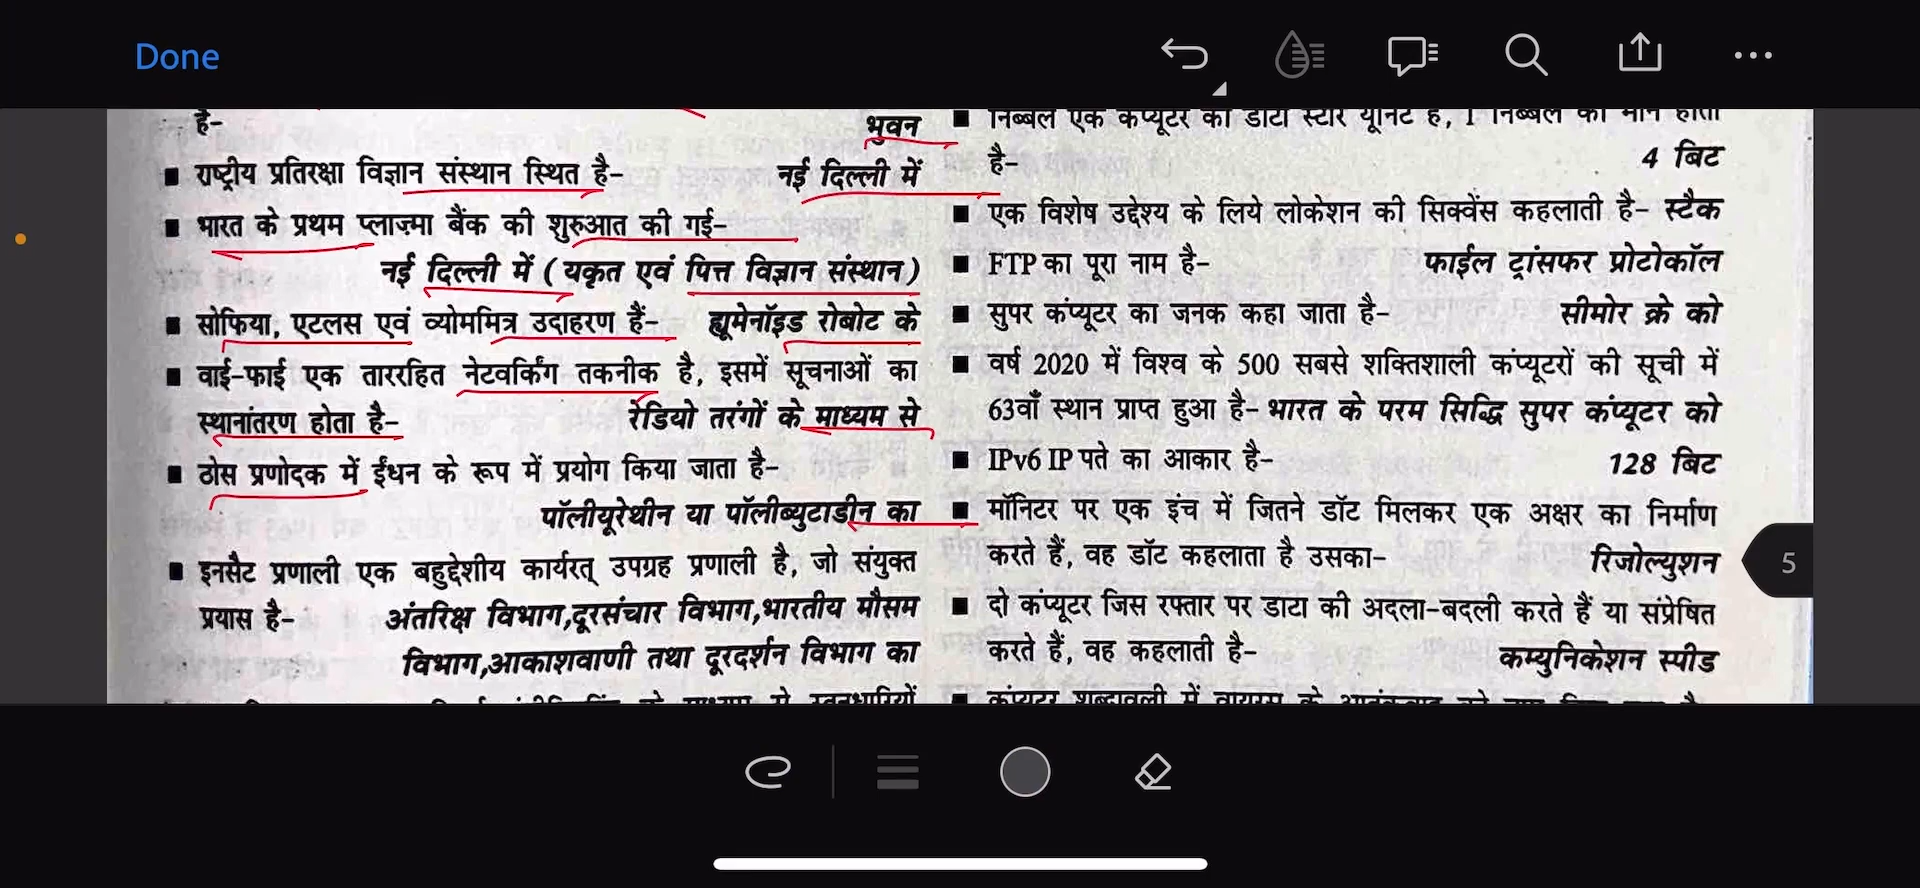 Done
है-
भुवन
■ राष्ट्रीय प्रतिरक्षा विज्ञान संस्थान स्थित है- नई दिल्ली में
■ भारत के प्रथम प्लाज़्मा बैंक की शुरुआत की गई-
नई दिल्ली में (यकृत एवं पित्त विज्ञान संस्थान)
■ सोफिया, एटलस एवं व्योममित्र उदाहरण हैं- ह्यूमेनॉइड रोबोट के
■ वाई-फाई एक ताररहित नेटवर्किंग तकनीक है, इसमें सूचनाओं का
स्थानांतरण होता है- रेडियो तरंगों के माध्यम से
■ ठोस प्रणोदक में ईंधन के रूप में प्रयोग किया जाता है-
पॉलीयूरेथीन या पॉलीब्युटाडीन का
■ इनसैट प्रणाली एक बहुद्देशीय कार्यरत् उपग्रह प्रणाली है, जो संयुक्त
प्रयास है- अंतरिक्ष विभाग,दूरसंचार विभाग,भारतीय मौसम
विभाग,आकाशवाणी तथा दूरदर्शन विभाग का
■ निब्बल एक कंप्यूटर की डाटा स्टोर यूनिट है, 1 निब्बल का मान होता
है- 4 बिट
■ एक विशेष उद्देश्य के लिये लोकेशन की सिक्वेंस कहलाती है- स्टैक
■ FTP का पूरा नाम है- फाईल ट्रांसफर प्रोटोकॉल
■ सुपर कंप्यूटर का जनक कहा जाता है- सीमोर क्रे को
■ वर्ष 2020 में विश्व के 500 सबसे शक्तिशाली कंप्यूटरों की सूची में
63वाँ स्थान प्राप्त हुआ है- भारत के परम सिद्धि सुपर कंप्यूटर को
■ IPv6 IP पते का आकार है- 128 बिट
■ मॉनिटर पर एक इंच में जितने डॉट मिलकर एक अक्षर का निर्माण
करते हैं, वह डॉट कहलाता है उसका- रिजोल्युशन
■ दो कंप्यूटर जिस रफ्तार पर डाटा की अदला-बदली करते हैं या संप्रेषित
करते हैं, वह कहलाती है- कम्युनिकेशन स्पीड
■ कंप्यूटर शब्दावली में वायरस के
5